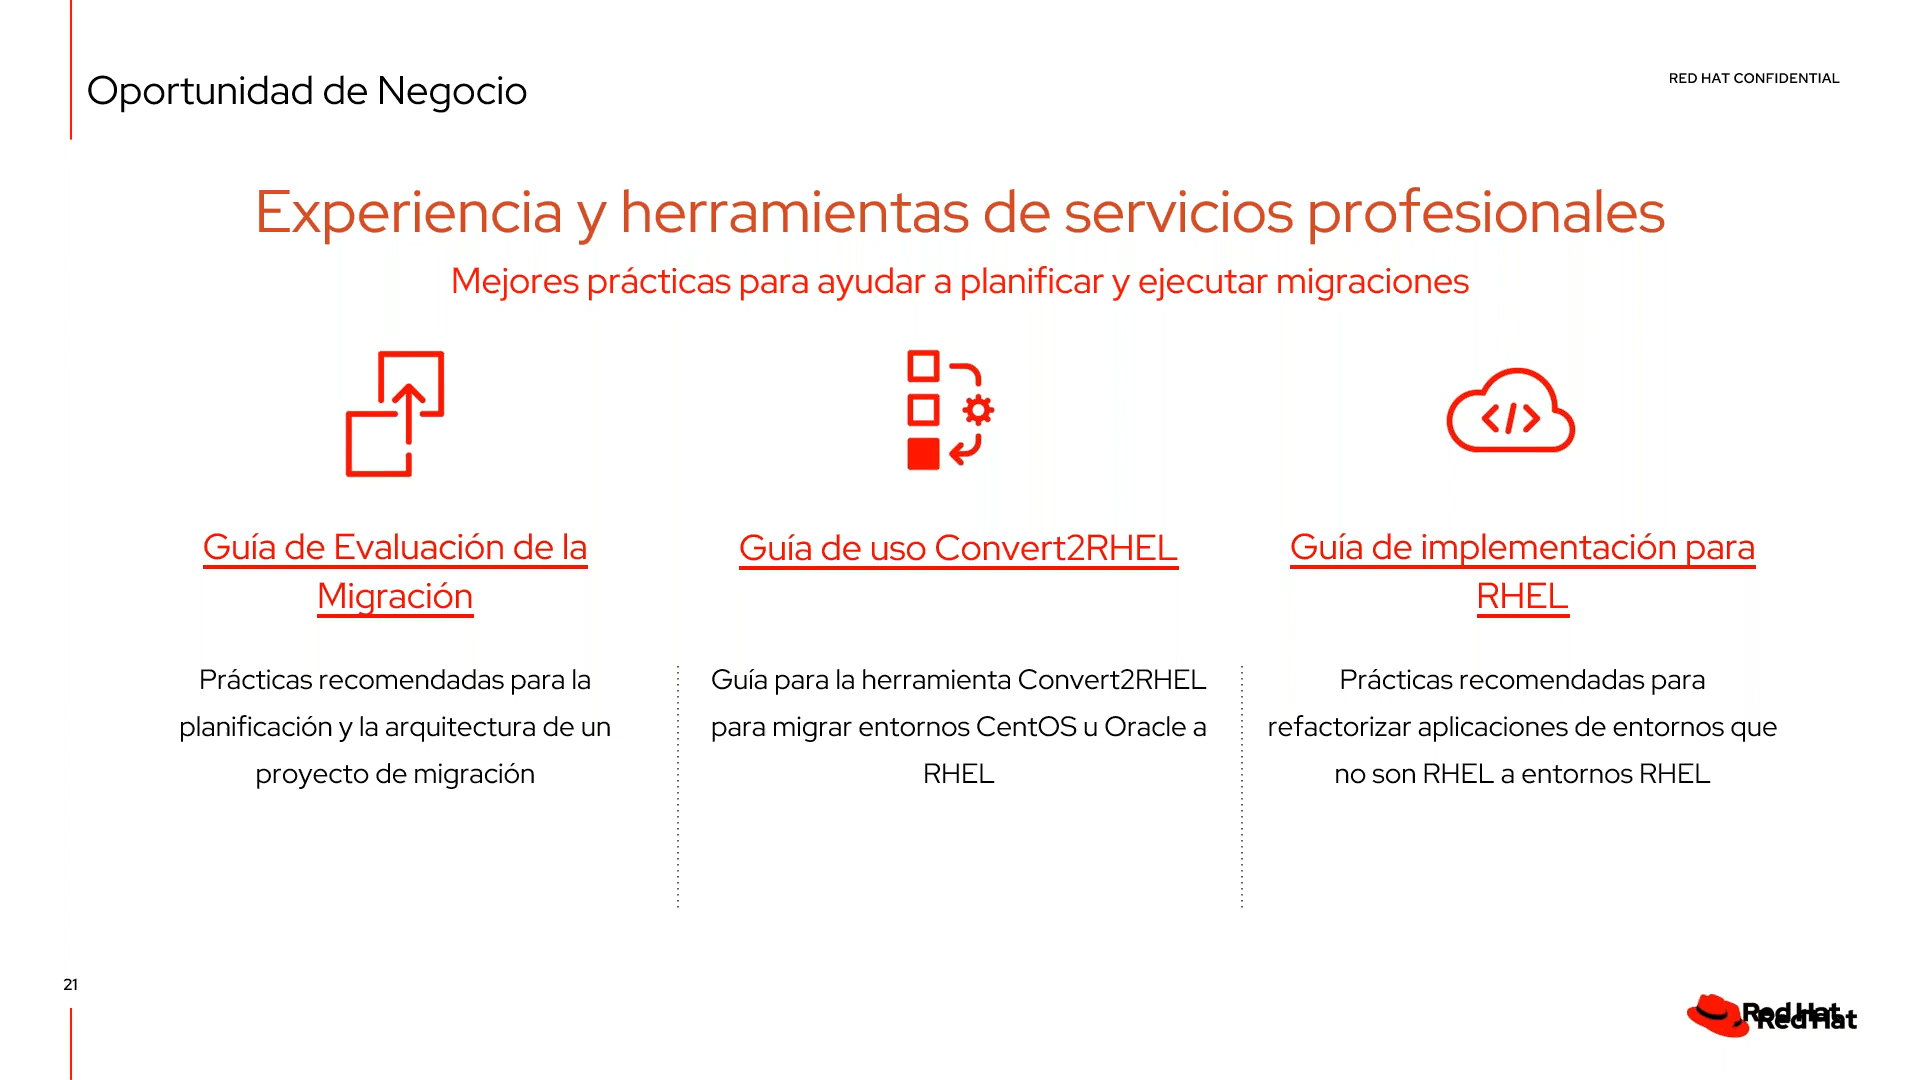 Oportunidad de Negocio
RED HAT CONFIDENTIAL
Experiencia y herramientas de servicios profesionales
Mejores prácticas para ayudar a planificar y ejecutar migraciones
Guía de Evaluación de la
Migración
Prácticas recomendadas para la
planificación y la arquitectura de un
proyecto de migración
Guía de uso Convert2RHEL
Guía para la herramienta Convert2RHEL
para migrar entornos CentOS u Oracle a
RHEL
Guía de implementación para
RHEL
Prácticas recomendadas para
refactorizar aplicaciones de entornos que
no son RHEL a entornos RHEL
21
Red Hat
Red Hat